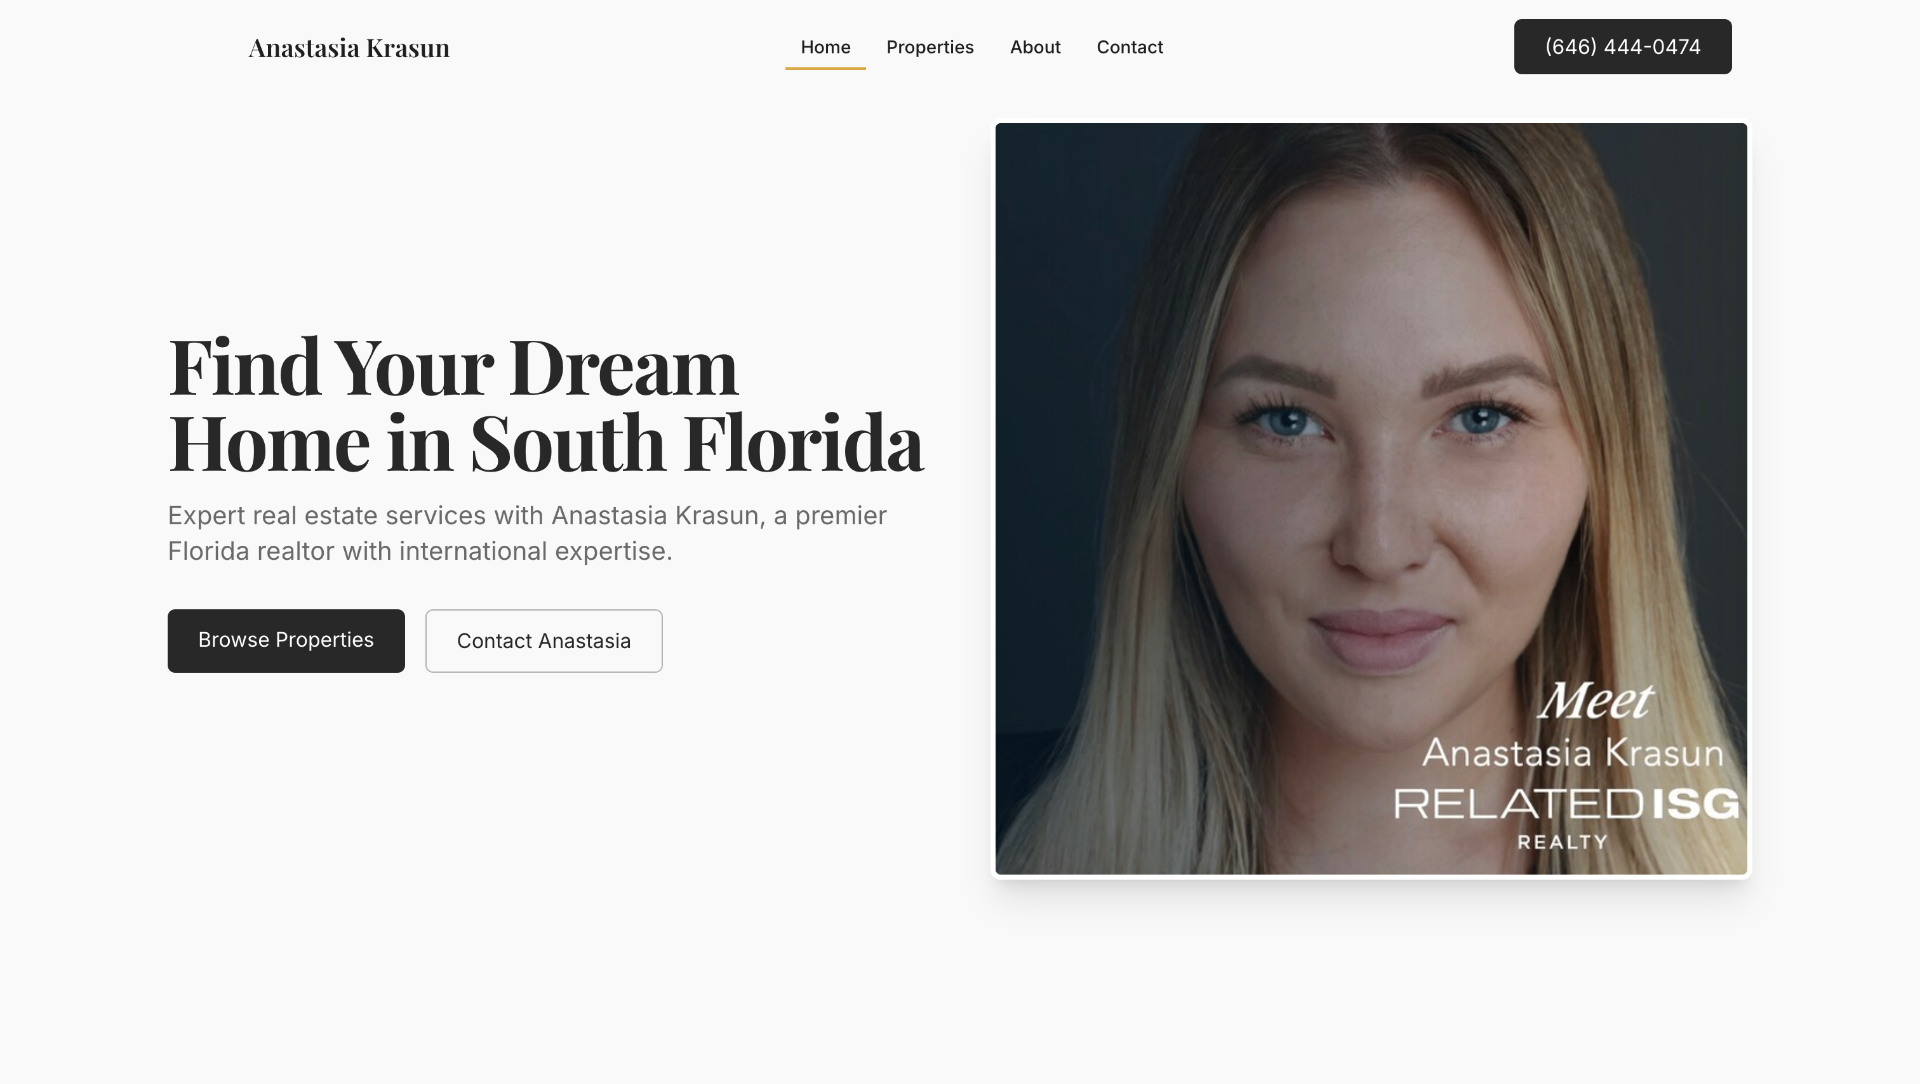 Anastasia Krasun
Home
Properties
About
Contact
(646) 444-0474
Find Your Dream
Home in South Florida
Expert real estate services with Anastasia Krasun, a premier
Florida realtor with international expertise.
Browse Properties
Contact Anastasia
Meet
Anastasia Krasun
RELATED ISG
REALTY